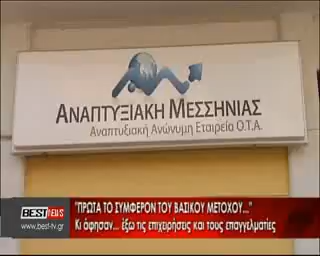 ΑΝΑΠΤΥΞΙΑΚΗ ΜΕΣΣΗΝΙΑΣ
Αναπτυξιακή Ανώνυμη Εταιρεία Ο.Τ.Α.
BEST NEWS
www.best-tv.gr
"ΠΡΩΤΑ ΤΟ ΣΥΜΦΕΡΟΝ ΤΟΥ ΒΑΣΙΚΟΥ ΜΕΤΟΧΟΥ..."
Κι άφησαν... έξω τις επιχειρήσεις και τους επαγγελματίες